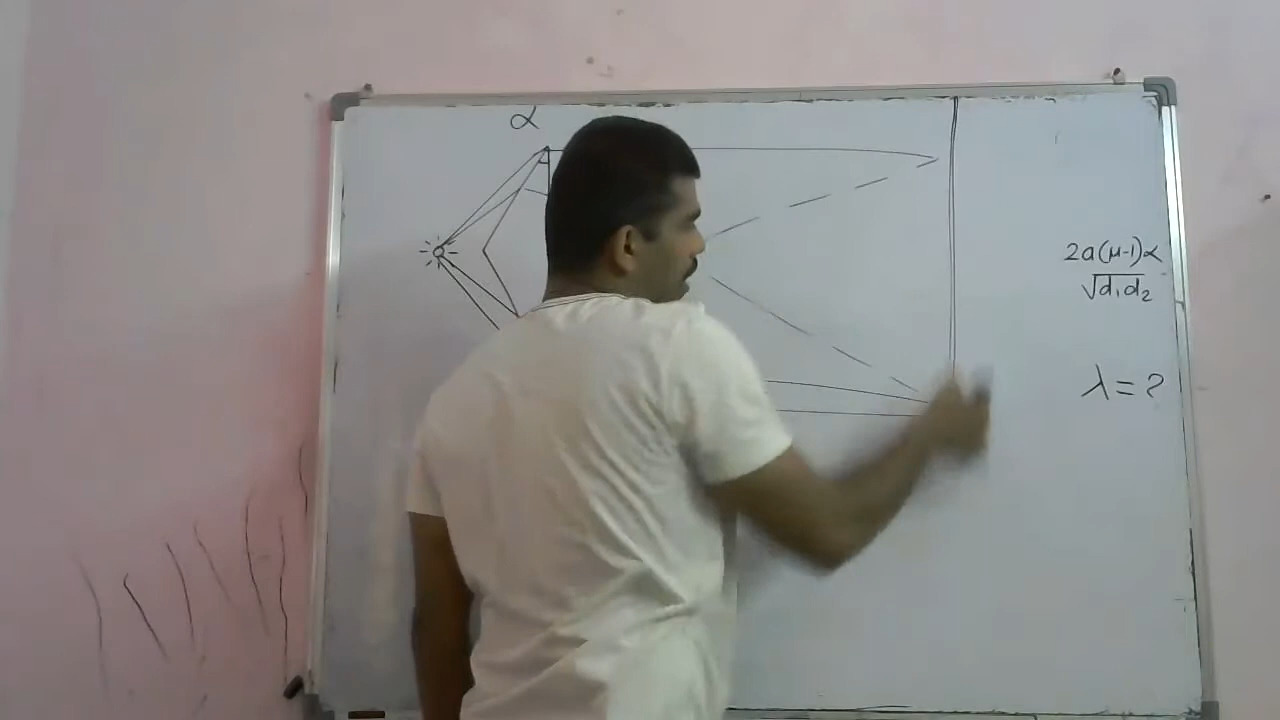 α
2a(μ-1)α
√d₁d₂
λ = ?